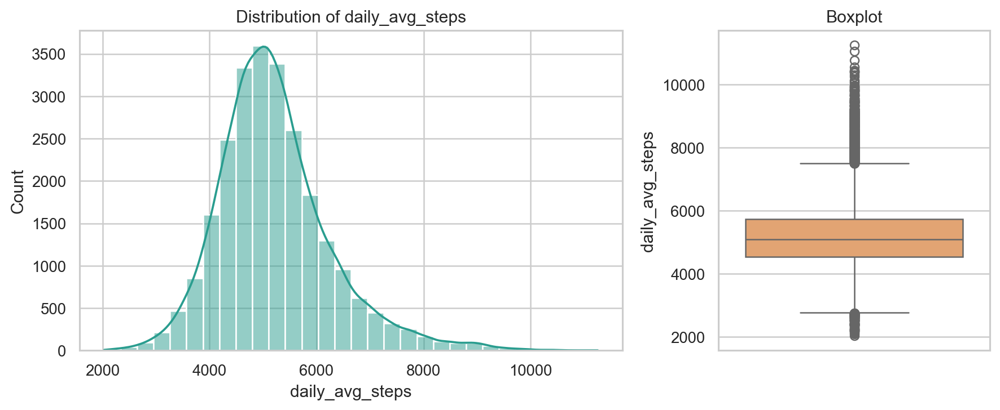 Distribution of daily_avg_steps
Count
3500
3000
2500
2000
1500
1000
500
0
2000 4000 6000 8000 10000
daily_avg_steps
Boxplot
daily_avg_steps
10000
8000
6000
4000
2000